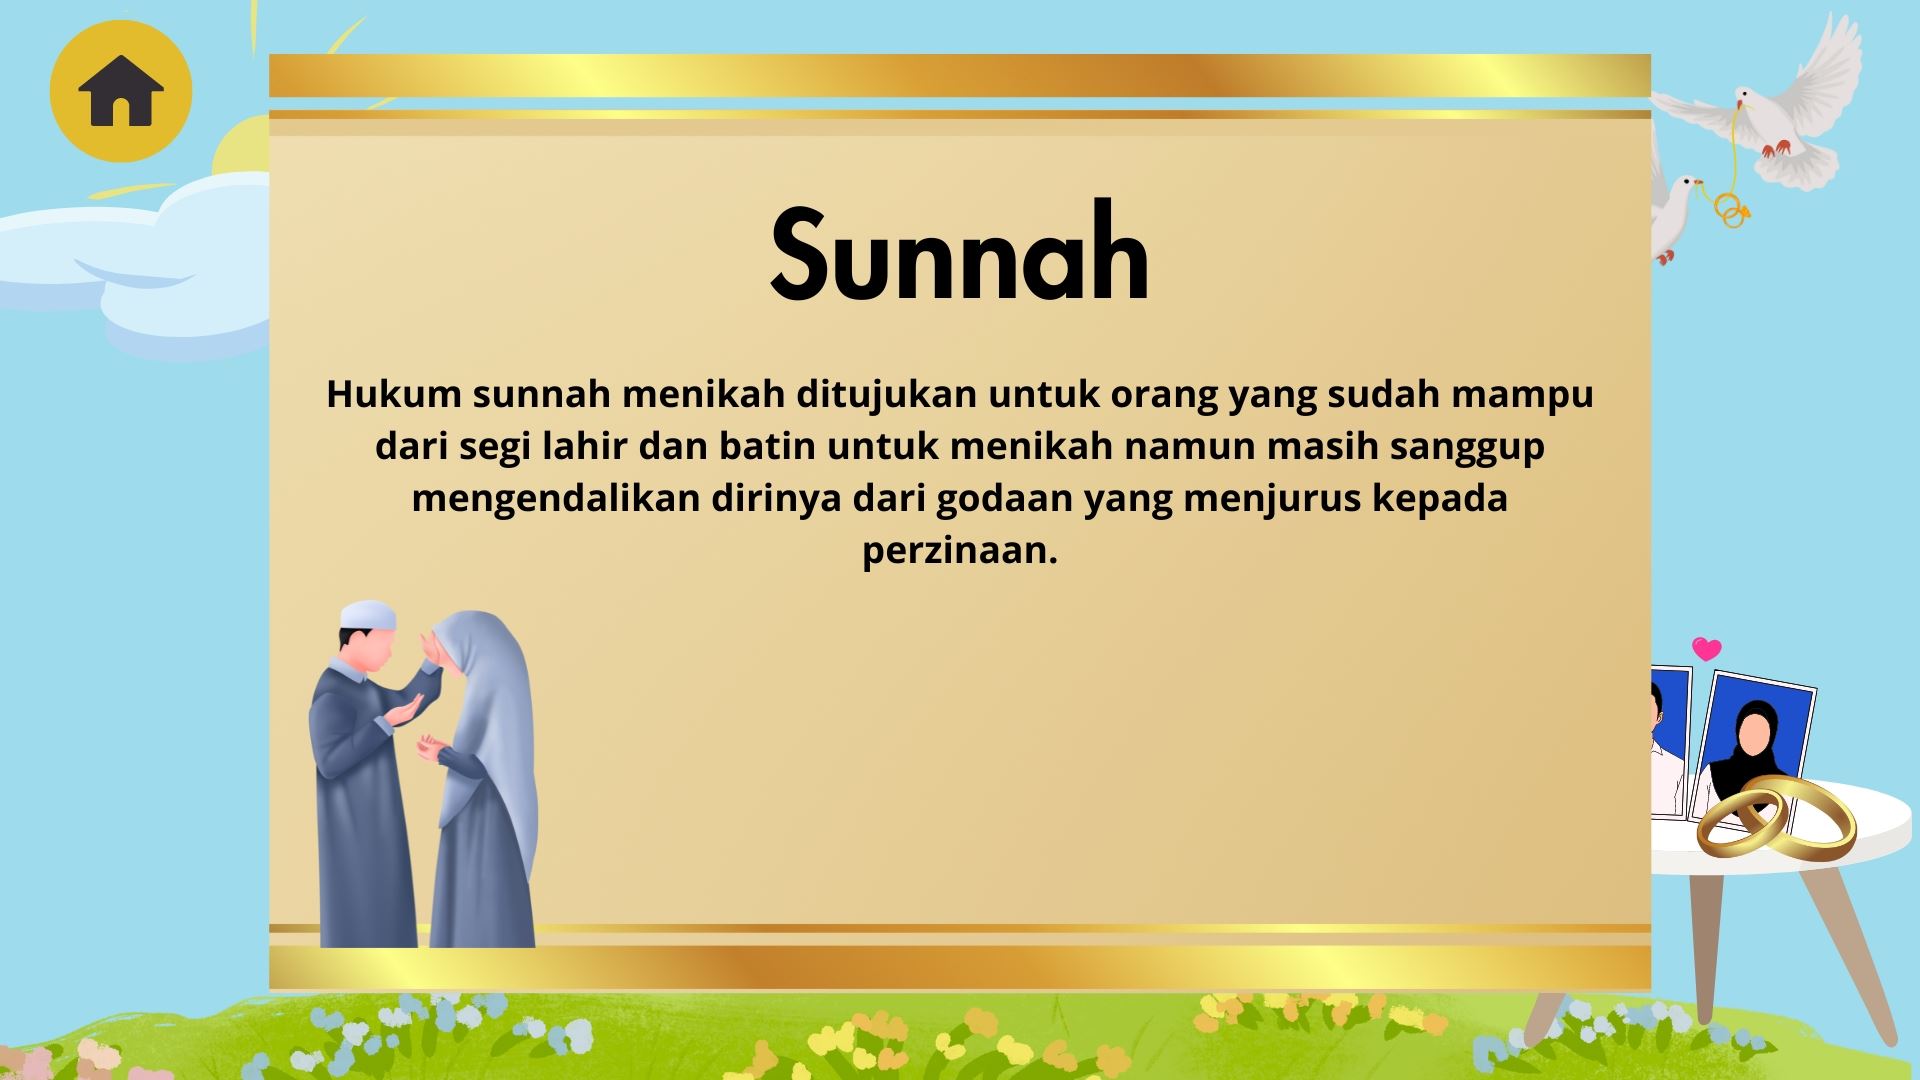 Sunnah
Hukum sunnah menikah ditujukan untuk orang yang sudah mampu
dari segi lahir dan batin untuk menikah namun masih sanggup
mengendalikan dirinya dari godaan yang menjurus kepada
perzinaan.